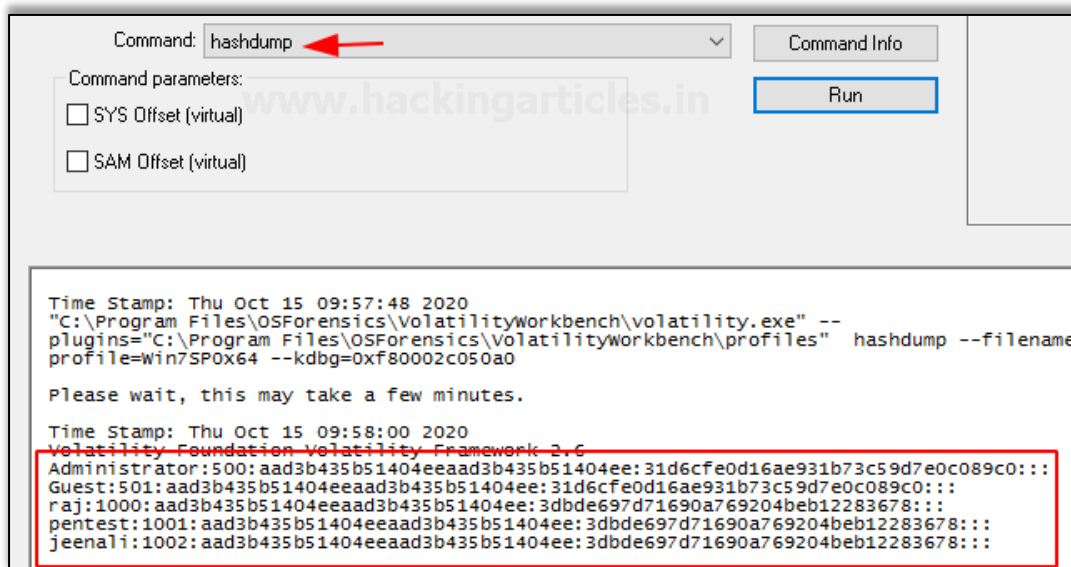 Command: hashdump Command Info
Command parameters:
www.hackingarticles.in
Run
SYS Offset (virtual)
SAM Offset (virtual)
Time Stamp: Thu Oct 15 09:57:48 2020
"C:\Program Files\OSForensics\VolatilityWorkbench\volatility.exe" --
plugins="C:\Program Files\OSForensics\VolatilityWorkbench\profiles" hashdump --filename
profile=Win7SP0x64 --kdbg=0xf80002c050a0
Please wait, this may take a few minutes.
Time Stamp: Thu Oct 15 09:58:00 2020
Volatility Foundation Volatility Framework 2.6
Administrator:500:aad3b435b51404eeaad3b435b51404ee:31d6cfe0d16ae931b73c59d7e0c089c0:::
Guest:501:aad3b435b51404eeaad3b435b51404ee:31d6cfe0d16ae931b73c59d7e0c089c0:::
raj:1000:aad3b435b51404eeaad3b435b51404ee:3dbde697d71690a769204beb12283678:::
pentest:1001:aad3b435b51404eeaad3b435b51404ee:3dbde697d71690a769204beb12283678:::
jeenali:1002:aad3b435b51404eeaad3b435b51404ee:3dbde697d71690a769204beb12283678:::